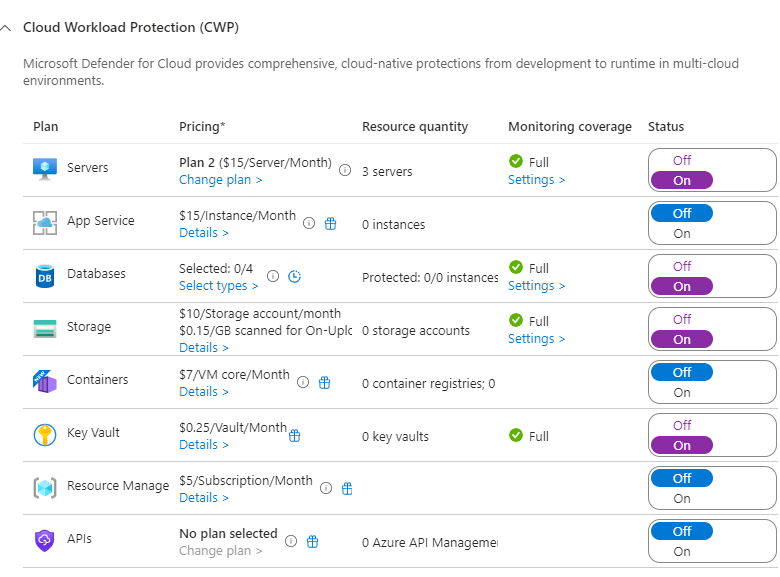 Cloud Workload Protection (CWP)
Microsoft Defender for Cloud provides comprehensive, cloud-native protections from development to runtime in multi-cloud
environments.
Plan Pricing* Resource quantity Monitoring coverage Status
Servers
Plan 2 ($15/Server/Month)
Change plan >
3 servers
Full
Settings >
Off
On
App Service
$15/Instance/Month
Details >
0 instances
Off
On
DB
Databases
Selected: 0/4
Select types >
Protected: 0/0 instances
Full
Settings >
Off
On
Storage
$10/Storage account/month
$0.15/GB scanned for On-Uplo
Details >
0 storage accounts
Full
Settings >
Off
On
Containers
$7/VM core/Month
Details >
0 container registries; 0
Off
On
Key Vault
$0.25/Vault/Month
Details >
0 key vaults
Full
Off
On
Resource Manage
$5/Subscription/Month
Details >
Off
On
APIs
No plan selected
Change plan >
0 Azure API Managemen
Off
On